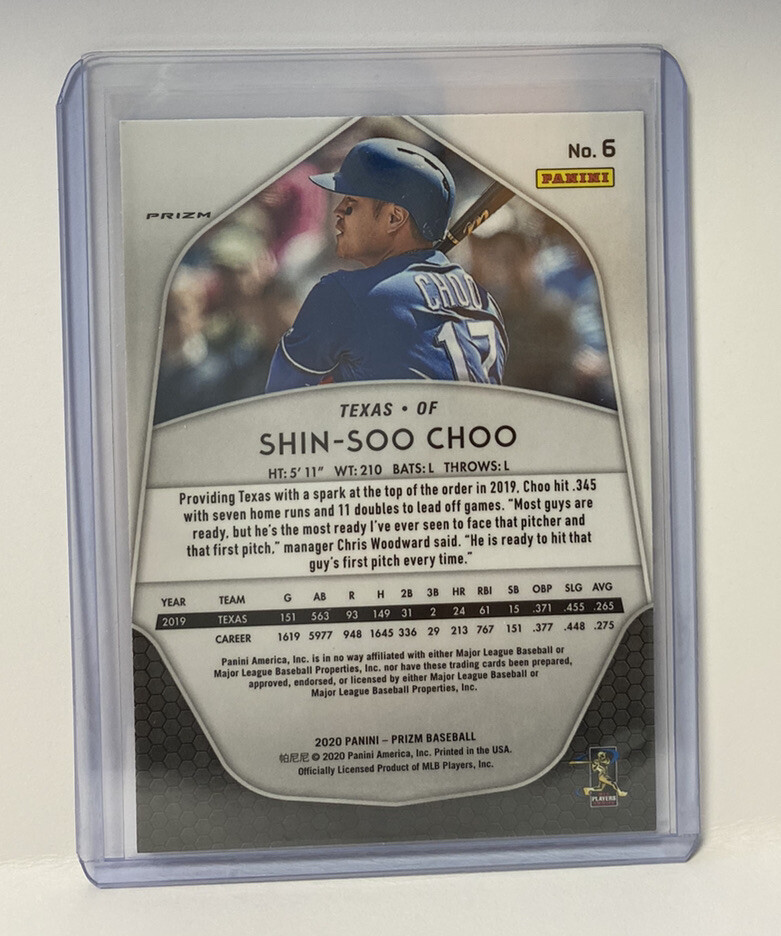 No. 6
PANINI
PRIZM
CHOO
17
TEXAS • OF
SHIN-SOO CHOO
HT: 5' 11" WT: 210 BATS: L THROWS: L
Providing Texas with a spark at the top of the order in 2019, Choo hit .345
with seven home runs and 11 doubles to lead off games. “Most guys are
ready, but he’s the most ready I’ve ever seen to face that pitcher and
that first pitch,” manager Chris Woodward said. “He is ready to hit that
guy’s first pitch every time.”
YEAR TEAM G AB R H 2B 3B HR RBI SB OBP SLG AVG
2019 TEXAS 151 563 93 149 31 2 24 61 15 .371 .455 .265
CAREER 1619 5977 948 1645 336 29 213 767 151 .377 .448 .275
Panini America, Inc. is in no way affiliated with either Major League Baseball or
Major League Baseball Properties, Inc. nor have these trading cards been prepared,
approved, endorsed, or licensed by either Major League Baseball or
Major League Baseball Properties, Inc.
2020 PANINI – PRIZM BASEBALL
帕尼尼 © 2020 Panini America, Inc. Printed in the USA.
Officially Licensed Product of MLB Players, Inc.
PLAYERS